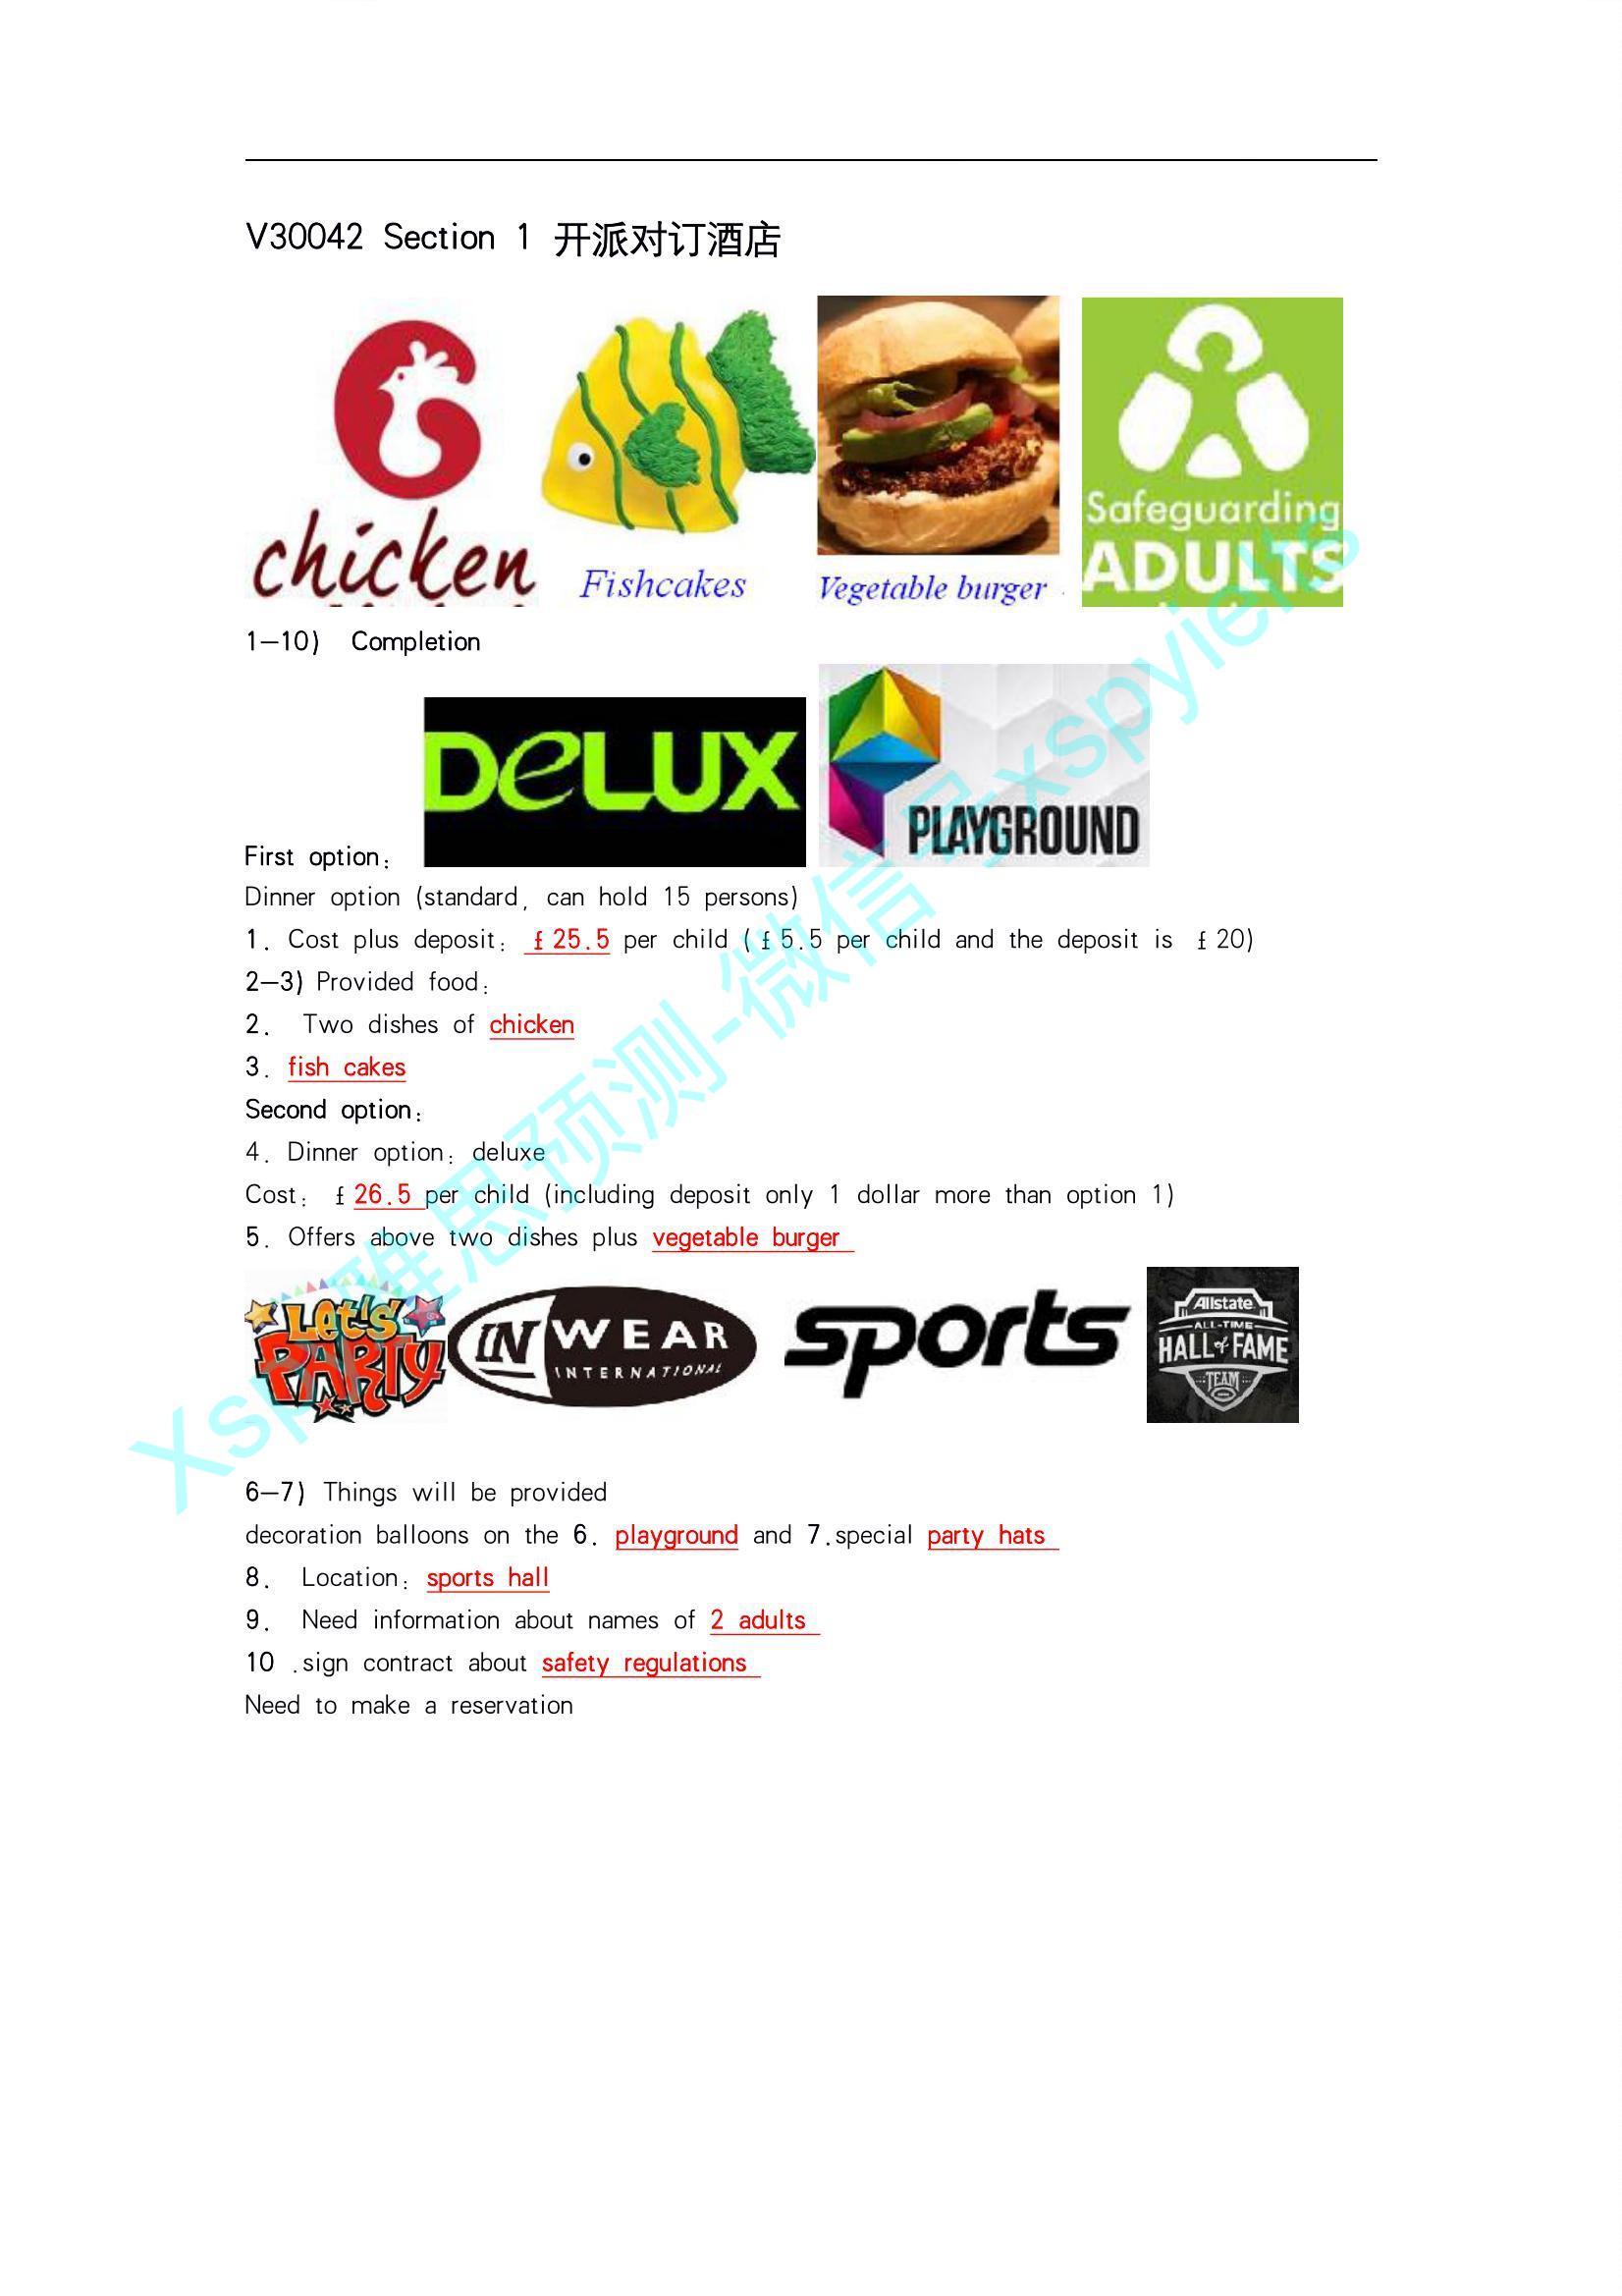 V30042 Section 1 开派对订酒店
chicken
Fishcakes
Vegetable burger
Safeguarding
ADULTS
1—10) Completion
DeLUX
PLAYGROUND
First option:
Dinner option (standard, can hold 15 persons)
1. Cost plus deposit: £25.5 per child (£5.5 per child and the deposit is £20)
2—3) Provided food:
2. Two dishes of chicken
3. fish cakes
Second option:
4. Dinner option: deluxe
Cost: £26.5 per child (including deposit only 1 dollar more than option 1)
5. Offers above two dishes plus vegetable burger
Let's
PARTY
IN WEAR
INTERNATIONAL
sports
Allstate
ALL-TIME
HALL of FAME
TEAM
6—7) Things will be provided
decoration balloons on the 6. playground and 7.special party hats
8. Location: sports hall
9. Need information about names of 2 adults
10 .sign contract about safety regulations
Need to make a reservation
Xspy雅思预测-微信号xspyielts